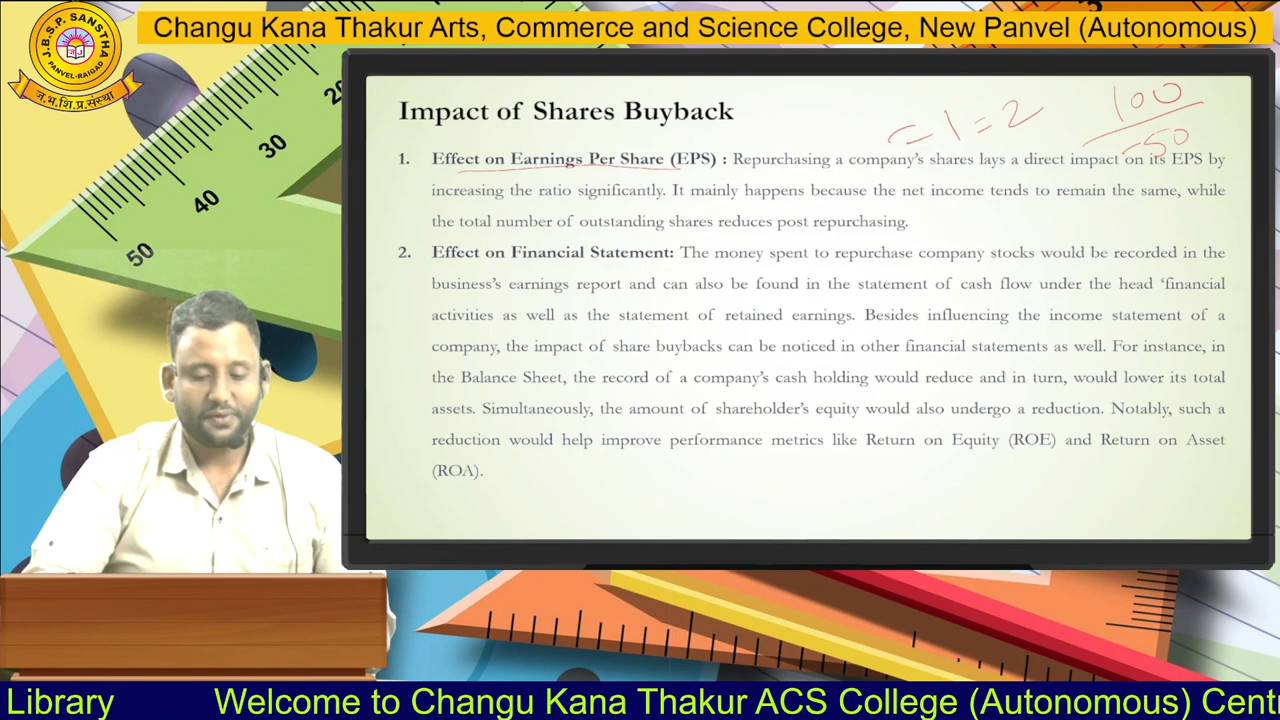 Changu Kana Thakur Arts, Commerce and Science College, New Panvel (Autonomous)
J.B.S.P. SANSTHA
PANVEL-RAIGAD
ज.भ.शि.प्र.संस्था
20
30
40
50
Impact of Shares Buyback
= 1 = 2
100
50
1. Effect on Earnings Per Share (EPS) : Repurchasing a company's shares lays a direct impact on its EPS by
increasing the ratio significantly. It mainly happens because the net income tends to remain the same, while
the total number of outstanding shares reduces post repurchasing.
2. Effect on Financial Statement: The money spent to repurchase company stocks would be recorded in the
business's earnings report and can also be found in the statement of cash flow under the head 'financial
activities as well as the statement of retained earnings. Besides influencing the income statement of a
company, the impact of share buybacks can be noticed in other financial statements as well. For instance, in
the Balance Sheet, the record of a company's cash holding would reduce and in turn, would lower its total
assets. Simultaneously, the amount of shareholder's equity would also undergo a reduction. Notably, such a
reduction would help improve performance metrics like Return on Equity (ROE) and Return on Asset
(ROA).
Library Welcome to Changu Kana Thakur ACS College (Autonomous) Cent